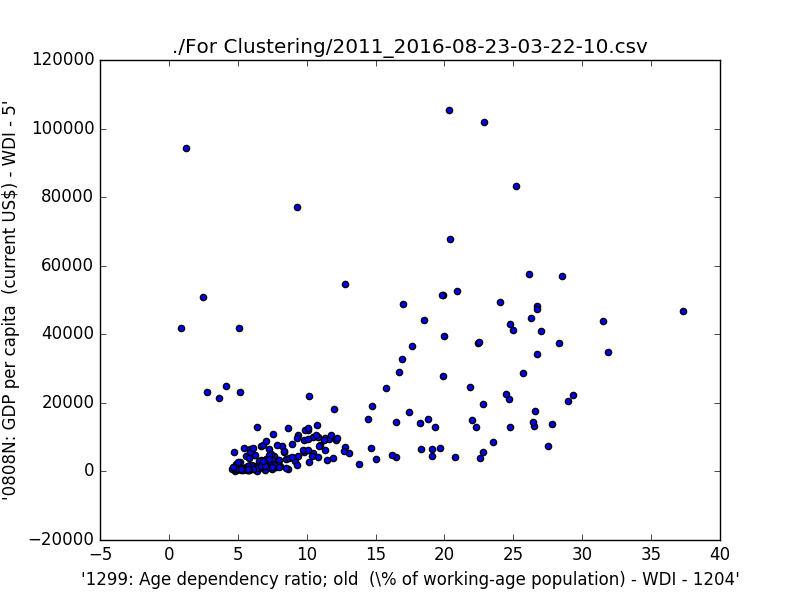 ./For Clustering/2011_2016-08-23-03-22-10.csv
120000
100000
80000
60000
40000
20000
0
−20000
'0808N: GDP per capita  (current US$) - WDI - 5'
−5 0 5 10 15 20 25 30 35 40
'1299: Age dependency ratio; old  (\% of working-age population) - WDI - 1204'